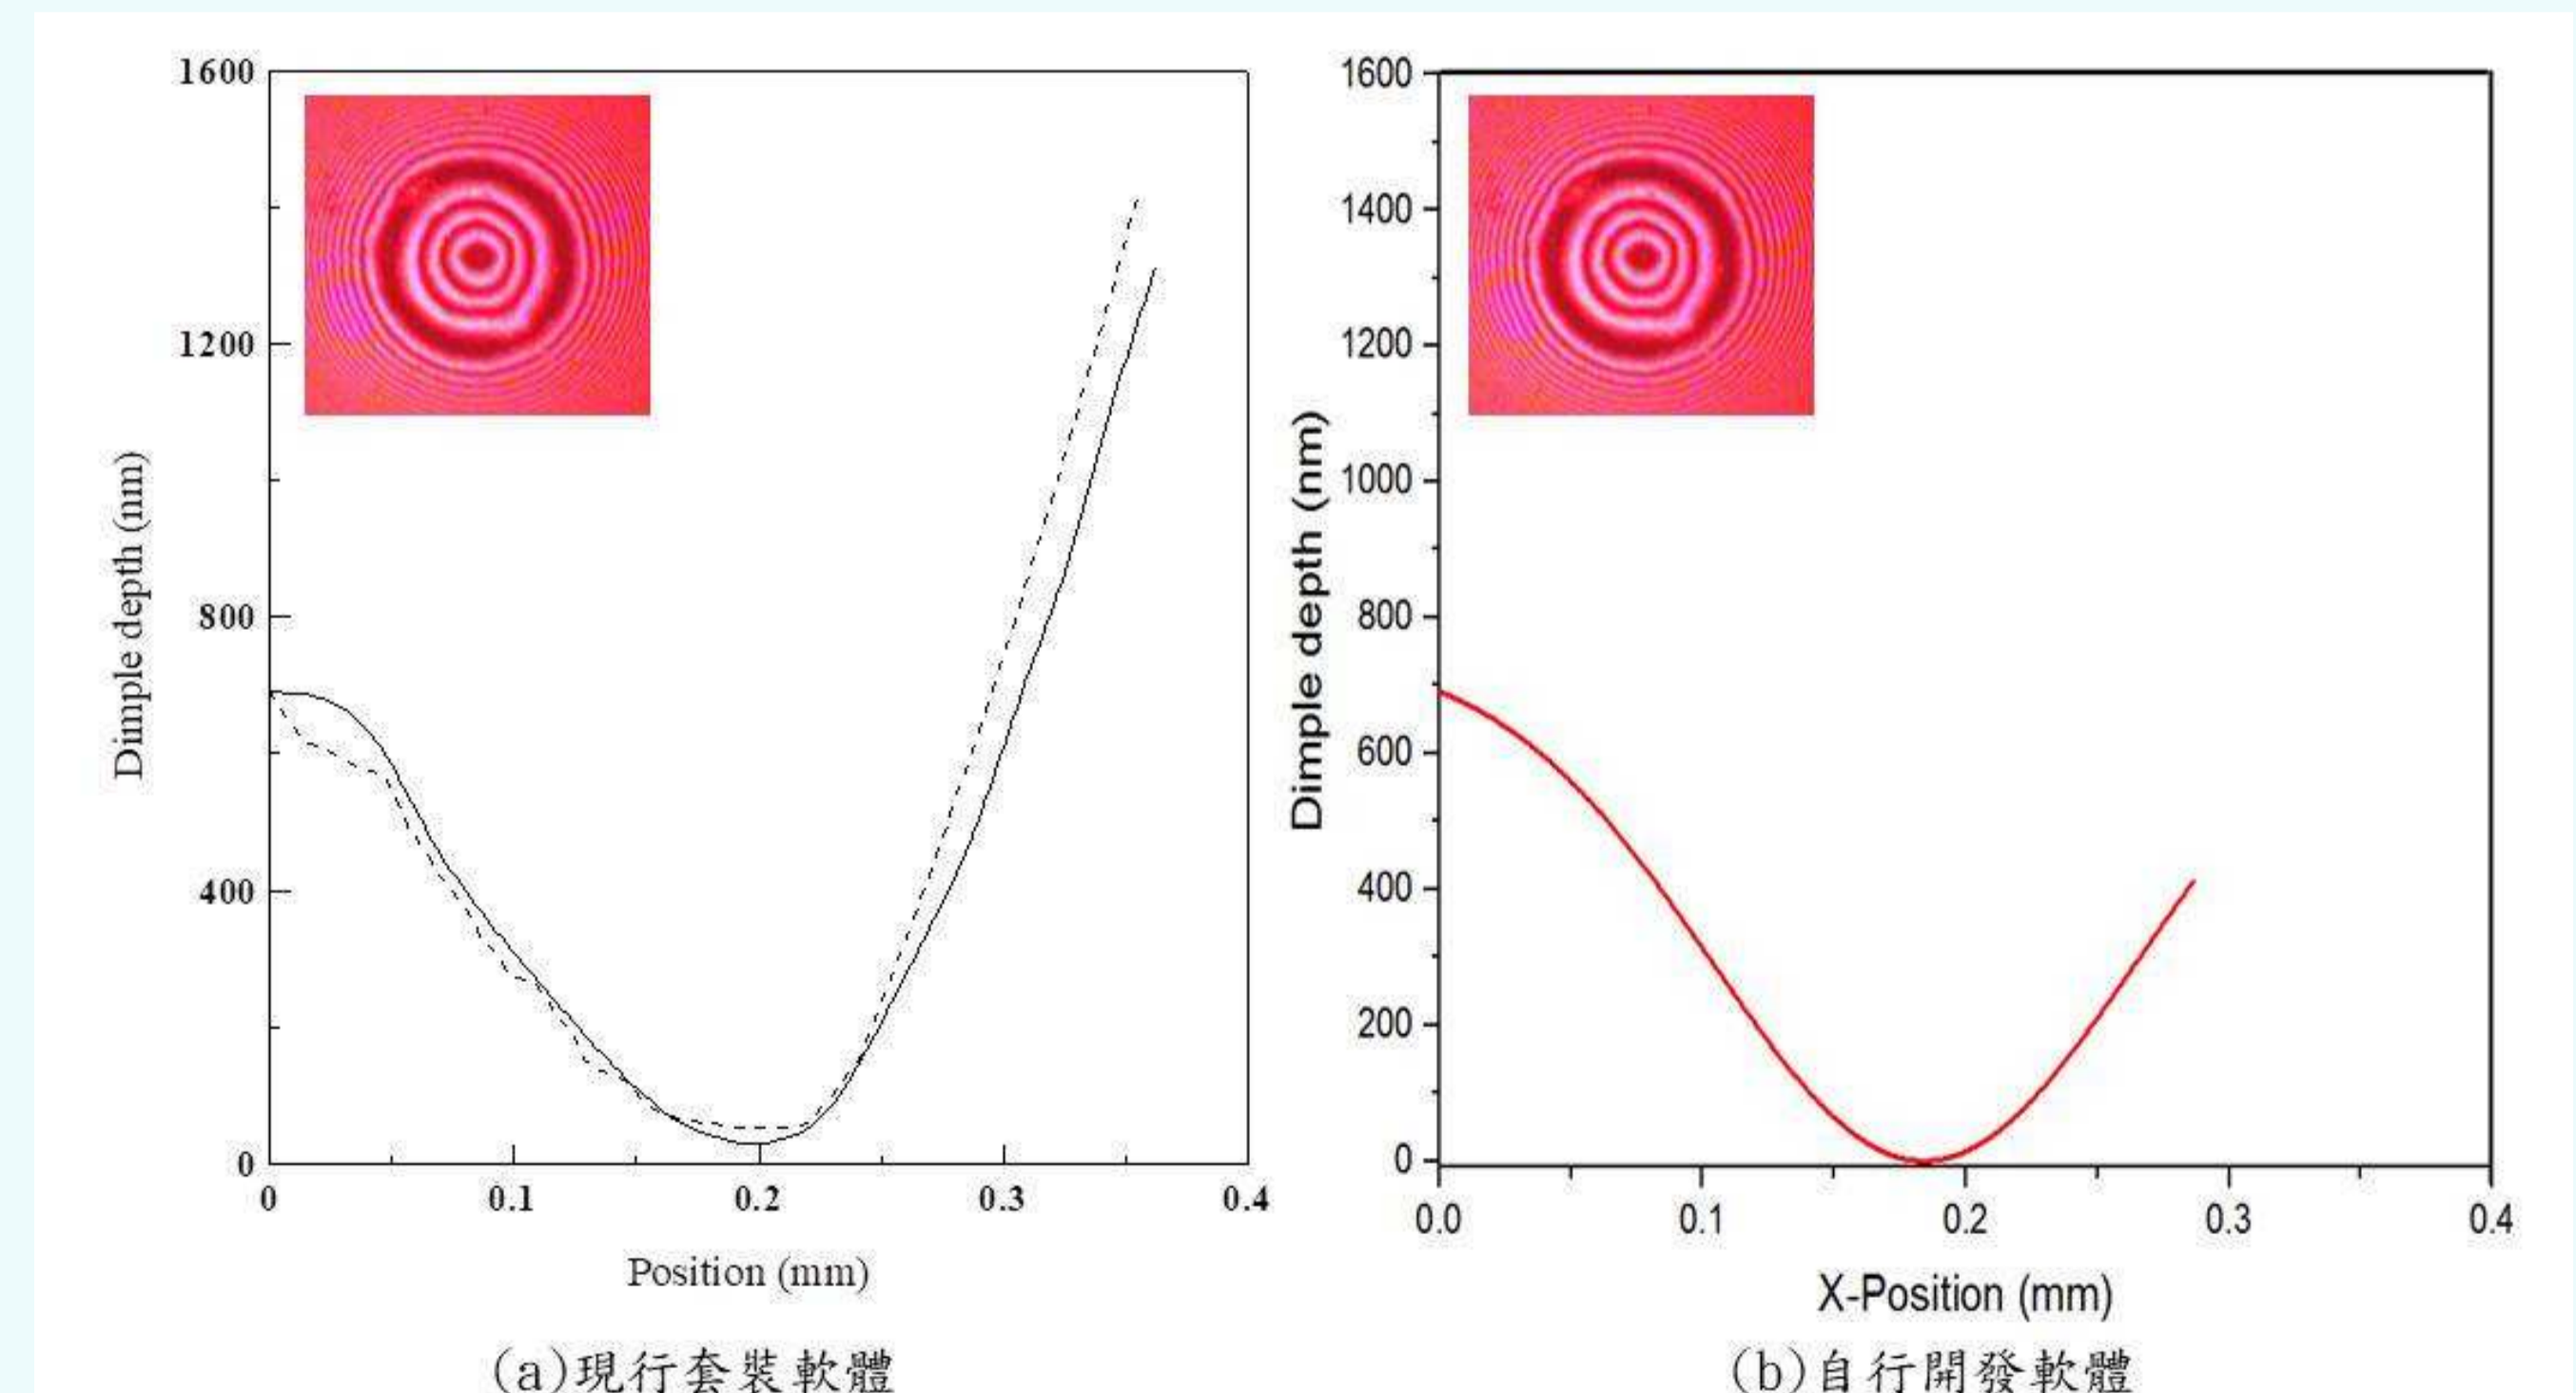 1600
1200
800
400
0
Dimple depth (nm)
0 0.1 0.2 0.3 0.4
Position (mm)
(a)現行套裝軟體
1600
1400
1200
1000
800
600
400
200
0
Dimple depth (nm)
0.0 0.1 0.2 0.3 0.4
X-Position (mm)
(b)自行開發軟體